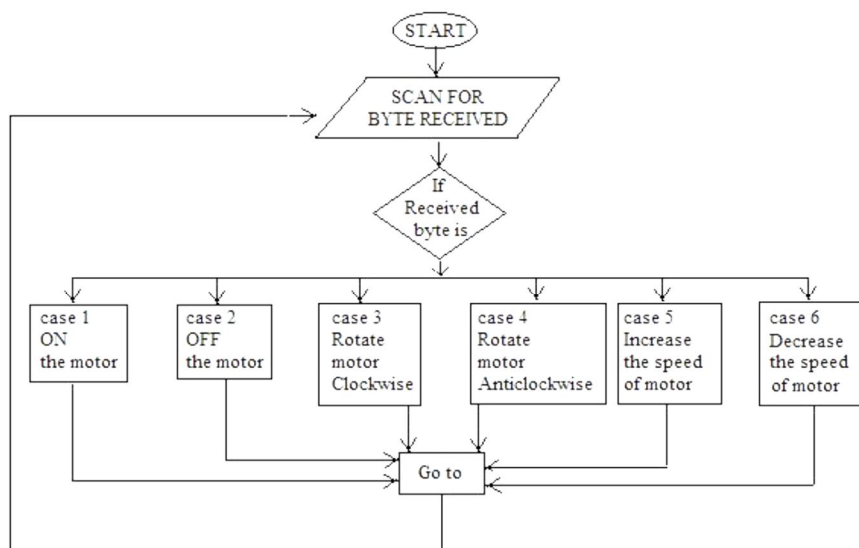 START
SCAN FOR
BYTE RECEIVED
If
Received
byte is
case 1
ON
the motor
case 2
OFF
the motor
case 3
Rotate
motor
Clockwise
case 4
Rotate
motor
Anticlockwise
case 5
Increase
the speed
of motor
case 6
Decrease
the speed
of motor
Go to